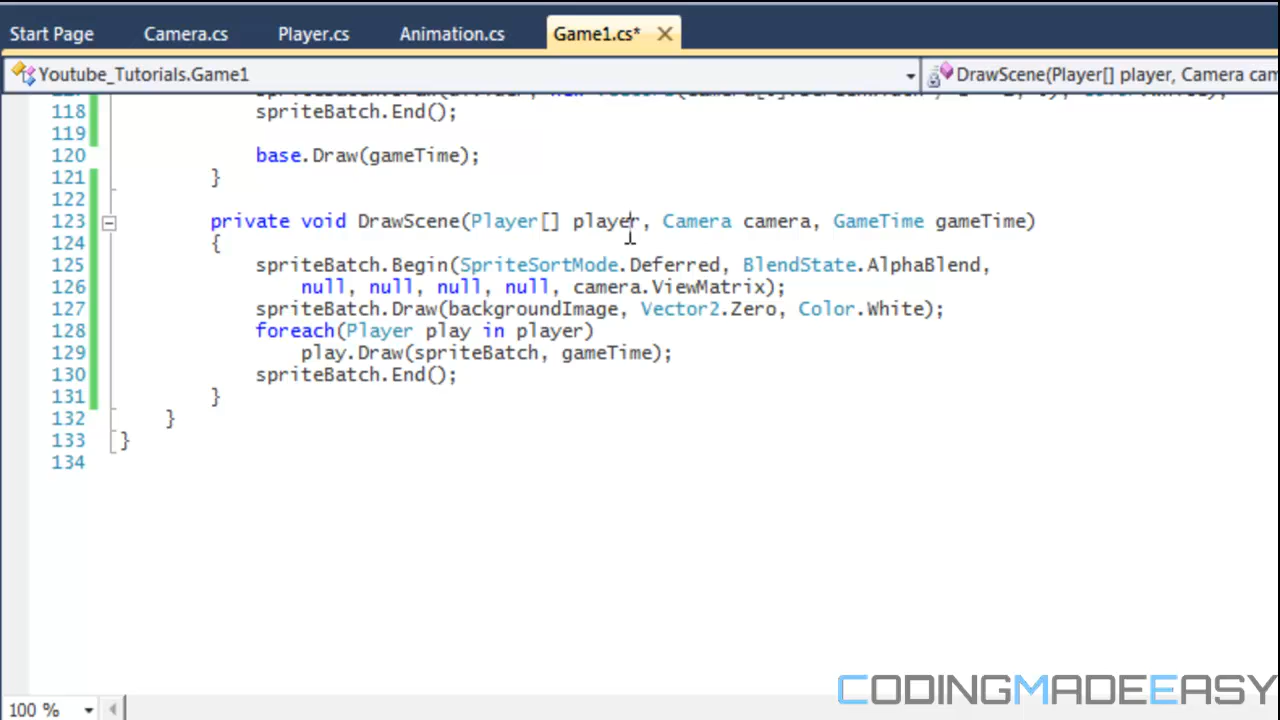 Start Page Camera.cs Player.cs Animation.cs Game1.cs*
Youtube_Tutorials.Game1 DrawScene(Player[] player, Camera cam
118 spriteBatch.End();
119
120 base.Draw(gameTime);
121 }
122
123 private void DrawScene(Player[] player, Camera camera, GameTime gameTime)
124 {
125 spriteBatch.Begin(SpriteSortMode.Deferred, BlendState.AlphaBlend,
126 null, null, null, null, camera.ViewMatrix);
127 spriteBatch.Draw(backgroundImage, Vector2.Zero, Color.White);
128 foreach(Player play in player)
129 play.Draw(spriteBatch, gameTime);
130 spriteBatch.End();
131 }
132 }
133 }
134
100 %
CODINGMADEEASY